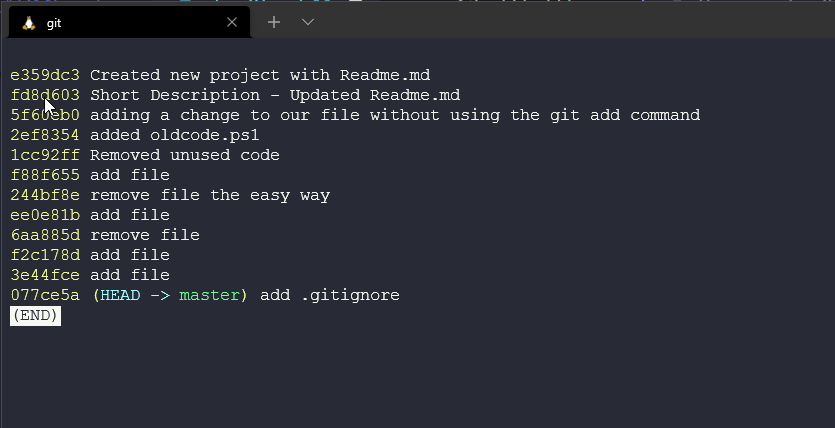 git
e359dc3 Created new project with Readme.md
fd8d603 Short Description - Updated Readme.md
5f60eb0 adding a change to our file without using the git add command
2ef8354 added oldcode.ps1
1cc92ff Removed unused code
f88f655 add file
244bf8e remove file the easy way
ee0e81b add file
6aa885d remove file
f2c178d add file
3e44fce add file
077ce5a (HEAD -> master) add .gitignore
(END)